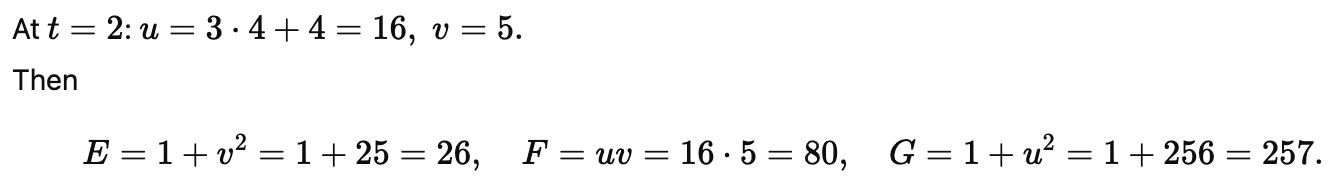 At t = 2: u = 3 · 4 + 4 = 16, v = 5.
Then
E = 1 + v² = 1 + 25 = 26, F = uv = 16 · 5 = 80, G = 1 + u² = 1 + 256 = 257.